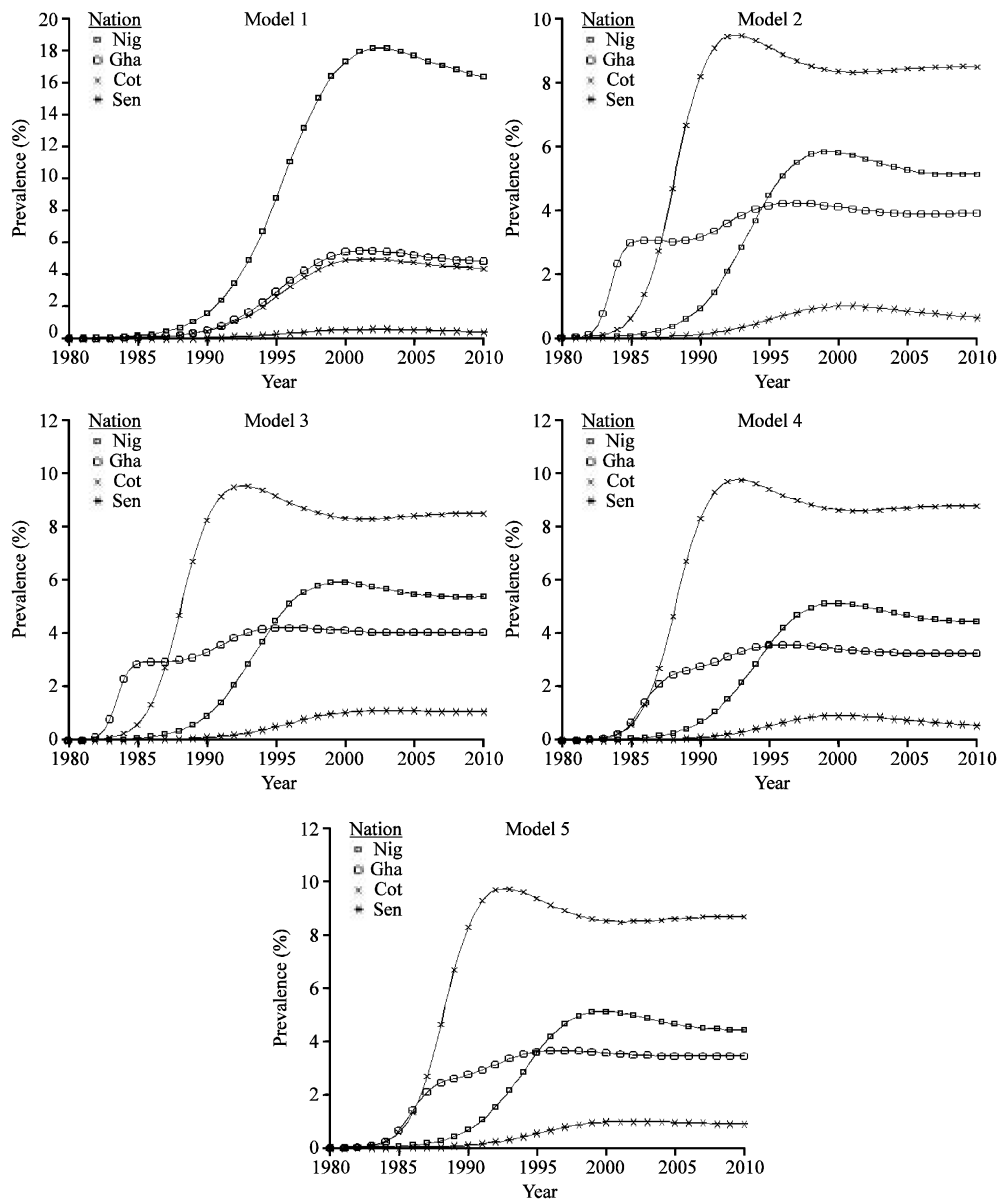 Model 1
Nation
Nig
Gha
Cot
Sen
Prevalence (%)
20
18
16
14
12
10
8
6
4
2
0
1980 1985 1990 1995 2000 2005 2010
Year
Model 2
Nation
Nig
Gha
Cot
Sen
Prevalence (%)
10
8
6
4
2
0
1980 1985 1990 1995 2000 2005 2010
Year
Model 3
Nation
Nig
Gha
Cot
Sen
Prevalence (%)
12
10
8
6
4
2
0
1980 1985 1990 1995 2000 2005 2010
Year
Model 4
Nation
Nig
Gha
Cot
Sen
Prevalence (%)
12
10
8
6
4
2
0
1980 1985 1990 1995 2000 2005 2010
Year
Model 5
Nation
Nig
Gha
Cot
Sen
Prevalence (%)
12
10
8
6
4
2
0
1980 1985 1990 1995 2000 2005 2010
Year